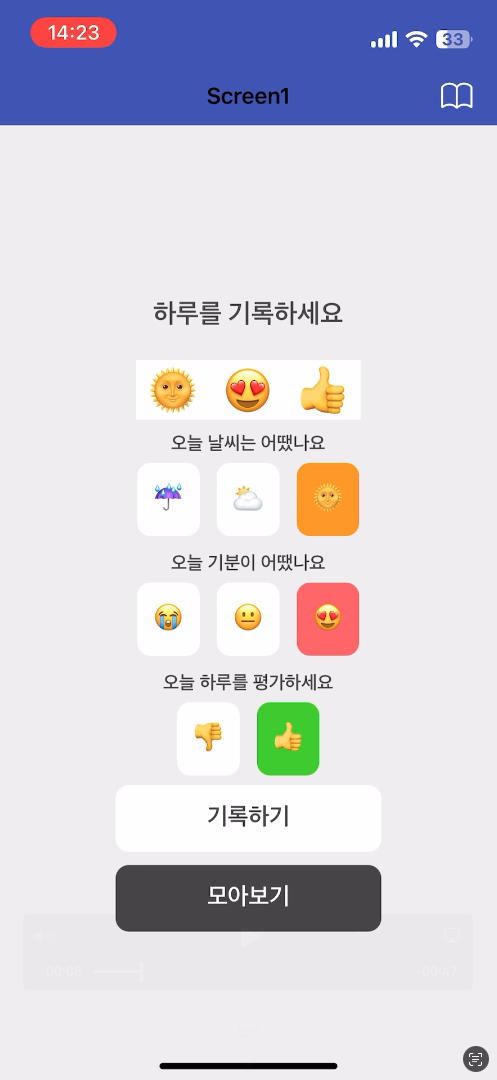 14:23
33
Screen1
하루를 기록하세요
오늘 날씨는 어땠나요
오늘 기분이 어땠나요
오늘 하루를 평가하세요
기록하기
모아보기
00:08
-00:47